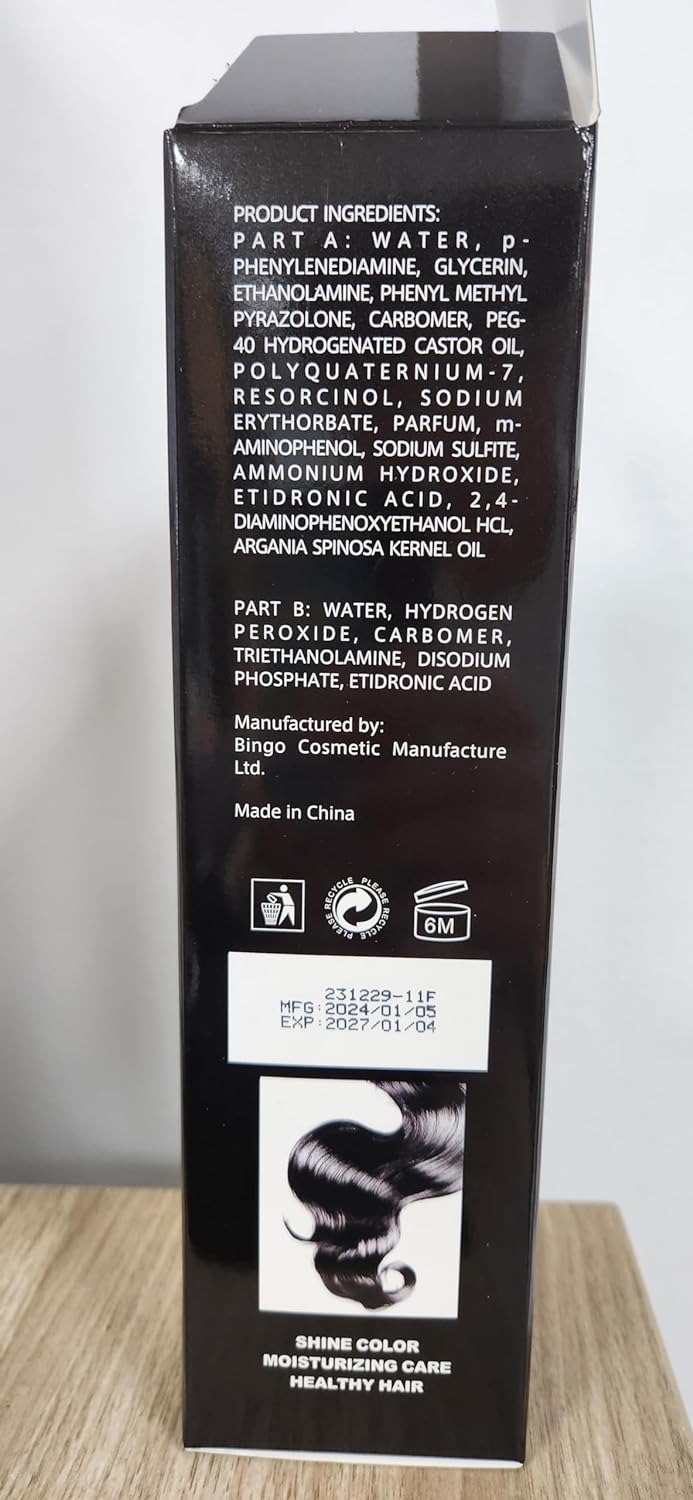 PRODUCT INGREDIENTS:
PART A: WATER, p-
PHENYLENEDIAMINE, GLYCERIN,
ETHANOLAMINE, PHENYL METHYL
PYRAZOLONE, CARBOMER, PEG-
40 HYDROGENATED CASTOR OIL,
POLYQUATERNIUM-7,
RESORCINOL, SODIUM
ERYTHORBATE, PARFUM, m-
AMINOPHENOL, SODIUM SULFITE,
AMMONIUM HYDROXIDE,
ETIDRONIC ACID, 2,4-
DIAMINOPHENOXYETHANOL HCL,
ARGANIA SPINOSA KERNEL OIL
PART B: WATER, HYDROGEN
PEROXIDE, CARBOMER,
TRIETHANOLAMINE, DISODIUM
PHOSPHATE, ETIDRONIC ACID
Manufactured by:
Bingo Cosmetic Manufacture
Ltd.
Made in China
PLEASE RECYCLE PLEASE RECYCLE
6M
231229-11F
MFG:2024/01/05
EXP:2027/01/04
SHINE COLOR
MOISTURIZING CARE
HEALTHY HAIR